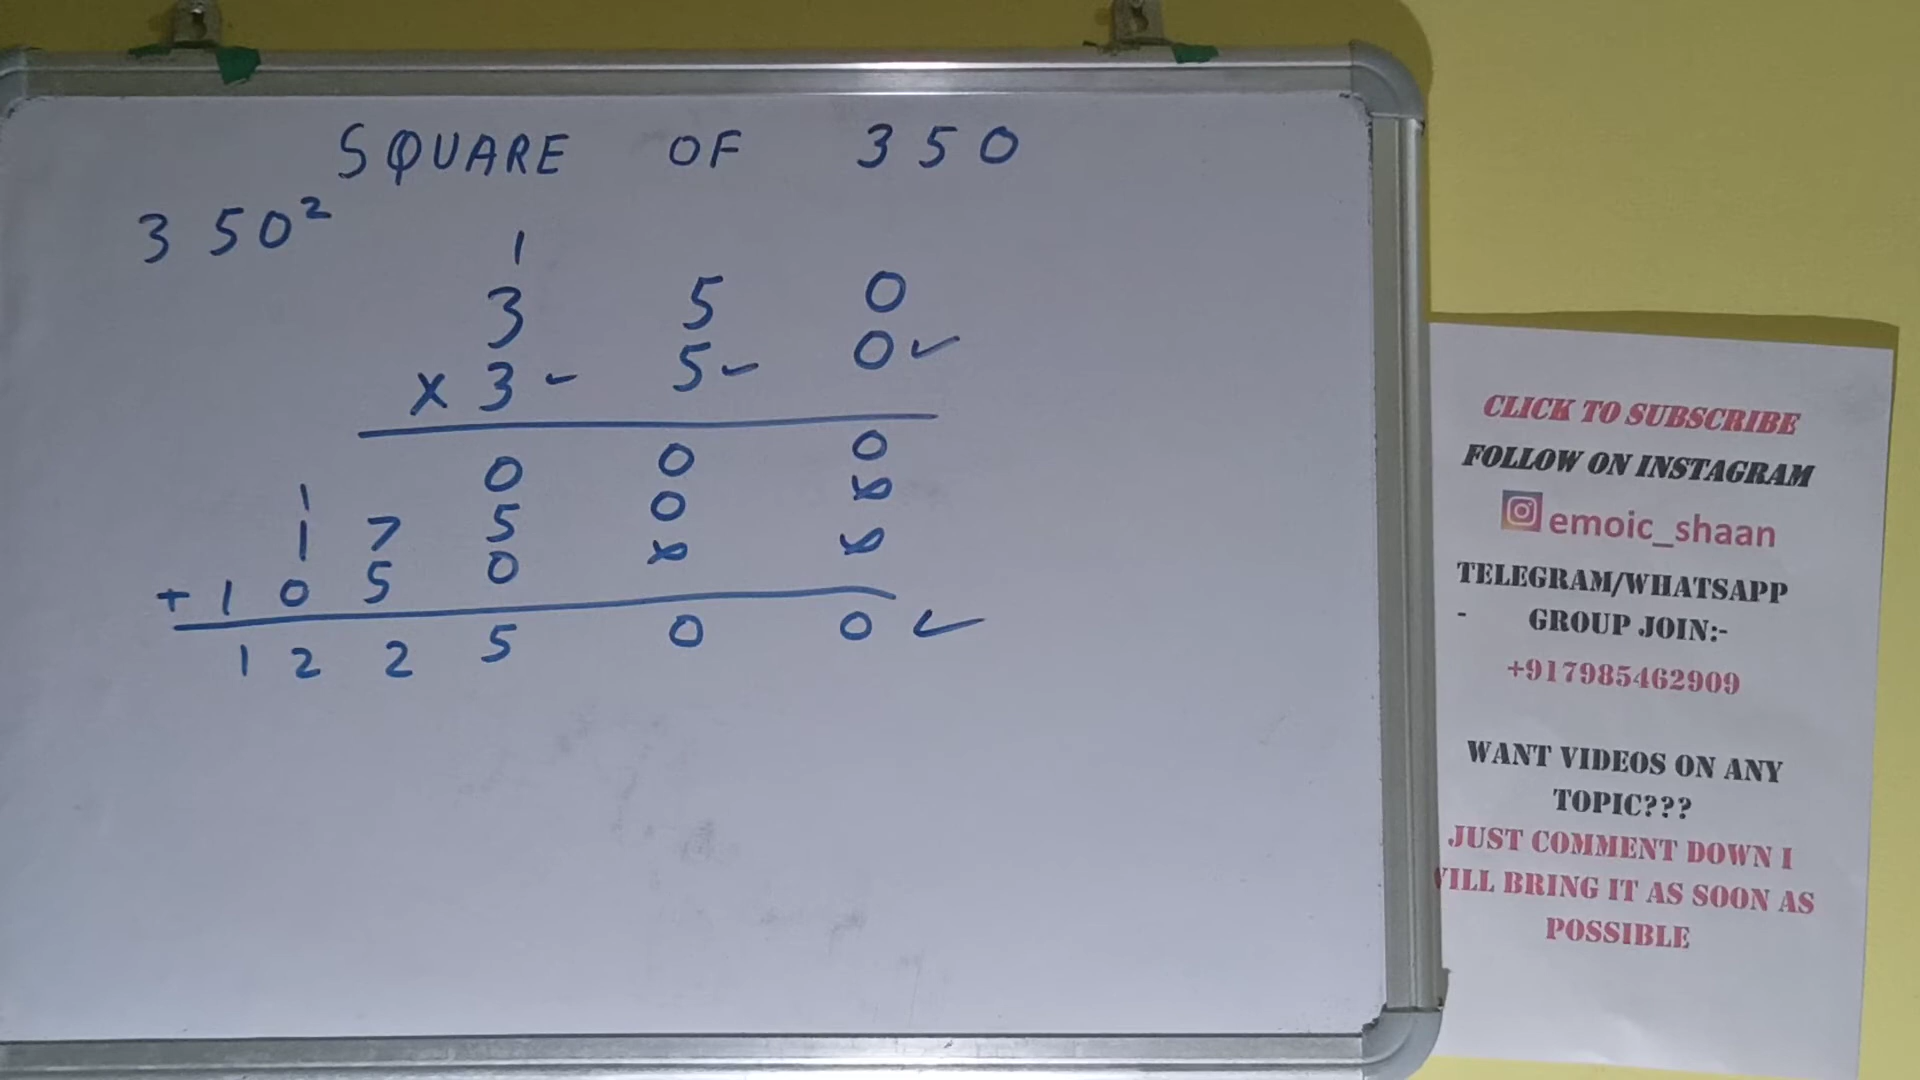 SQUARE OF 350
350²
1
3 5 0
x 3 ✓ 5 ✓ 0 ✓
0 0 0
1
1 7 5 0 x
+ 1 0 5 0 x x
1 2 2 5 0 0 ✓
CLICK TO SUBSCRIBE
FOLLOW ON INSTAGRAM
emoic_shaan
TELEGRAM/WHATSAPP
- GROUP JOIN:-
+917985462909
WANT VIDEOS ON ANY
TOPIC???
JUST COMMENT DOWN I
WILL BRING IT AS SOON AS
POSSIBLE